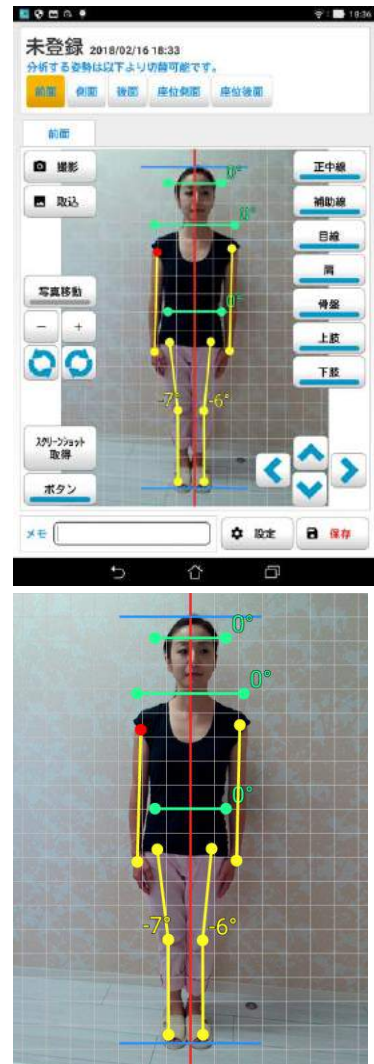 18:36
未登録 2018/02/16 18:33
分析する姿勢は以下より切替可能です。
前面 側面 後面 座位側面 座位後面
前面
撮影
取込
写真移動
− +
スクリーンショット
取得
ボタン
正中線
補助線
目線
肩
骨盤
上肢
下肢
0°
0°
0°
-7° -6°
メモ
設定 保存
0°
0°
0°
-7° -6°